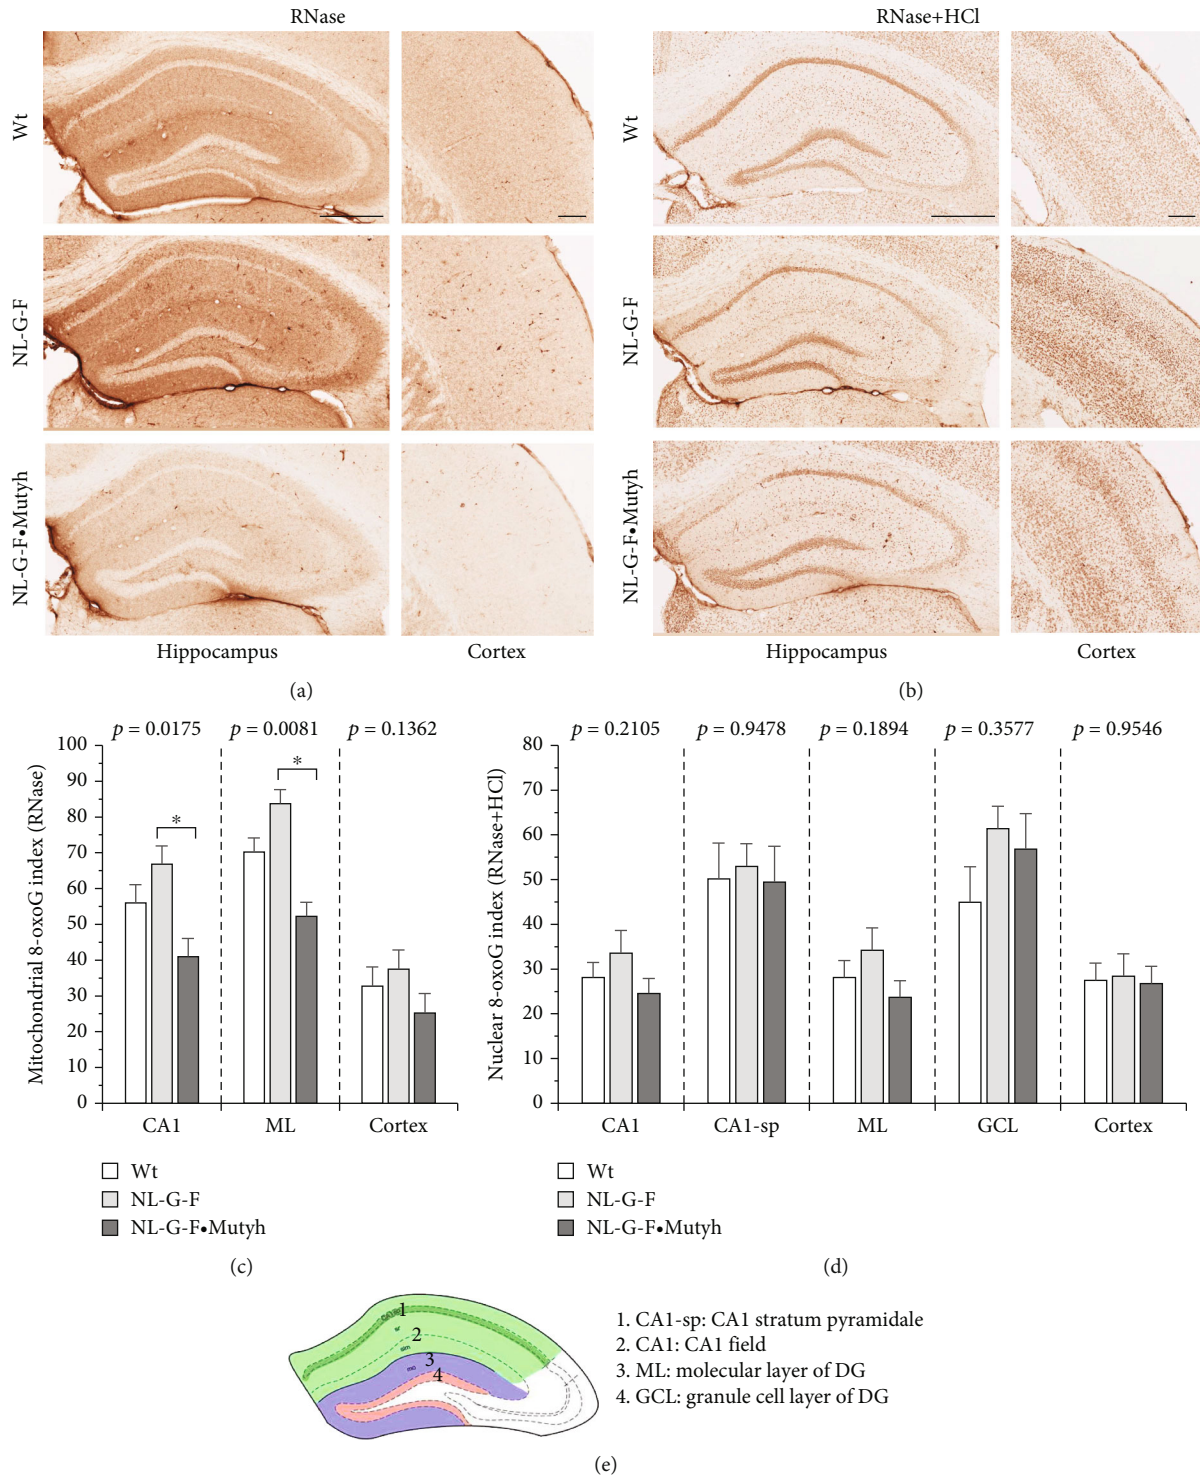 RNase
RNase+HCl
Wt
NL-G-F
NL-G-F•Mutyh
Hippocampus
Cortex
(a)
Wt
NL-G-F
NL-G-F•Mutyh
Hippocampus
Cortex
(b)
p = 0.0175
p = 0.0081
p = 0.1362
Mitochondrial 8-oxoG index (RNase)
100
90
80
70
60
50
40
30
20
10
0
*
*
CA1
ML
Cortex
Wt
NL-G-F
NL-G-F•Mutyh
(c)
p = 0.2105
p = 0.9478
p = 0.1894
p = 0.3577
p = 0.9546
Nuclear 8-oxoG index (RNase+HCl)
80
70
60
50
40
30
20
10
0
CA1
CA1-sp
ML
GCL
Cortex
Wt
NL-G-F
NL-G-F•Mutyh
(d)
1
2
3
4
1. CA1-sp: CA1 stratum pyramidale
2. CA1: CA1 field
3. ML: molecular layer of DG
4. GCL: granule cell layer of DG
(e)